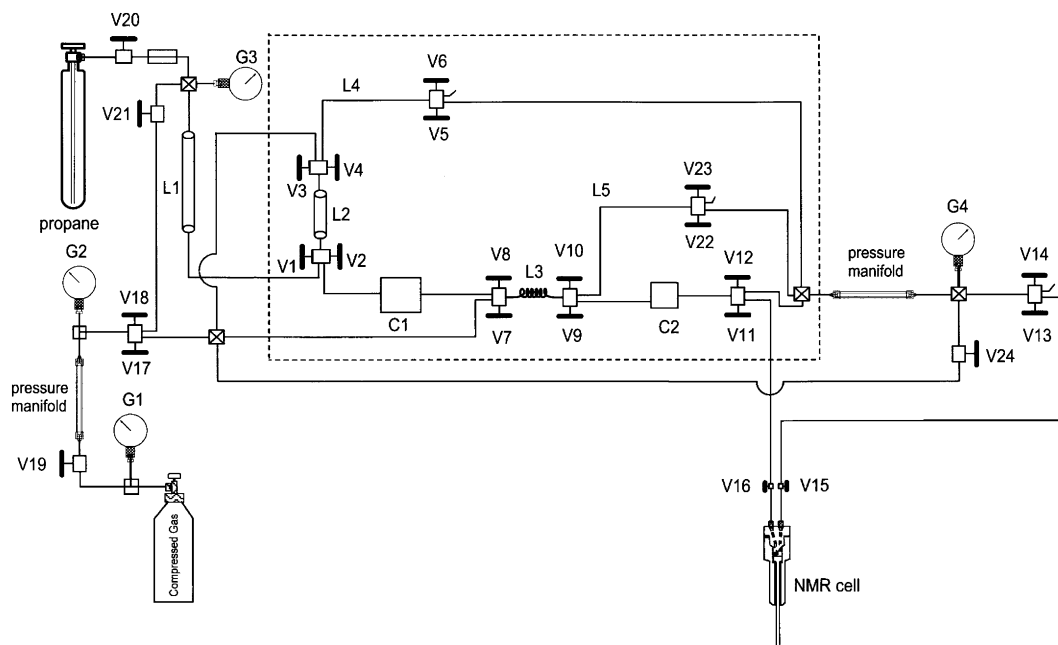 V20
G3
V6
L4
V21
V5
V4
V3
V23
L1
L5
propane
L2
G4
V22
G2
V1
V2
V8
V10
L3
V12
pressure
manifold
V14
V18
C1
C2
V7
V9
V11
V13
V17
V24
pressure
manifold
G1
V19
V16
V15
Compressed Gas
NMR cell